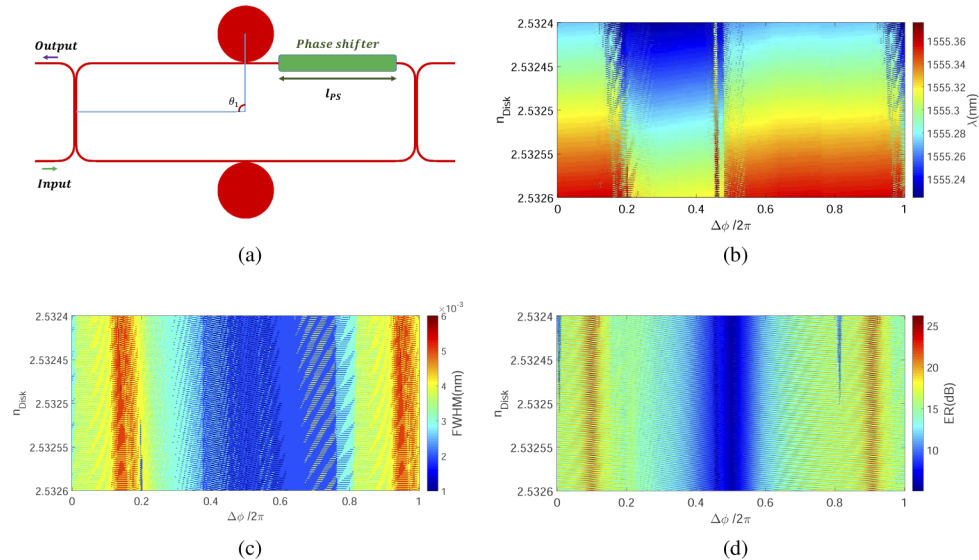 Output
Phase shifter
θ1
lPS
Input
(a)
2.5324
2.53245
2.5325
2.53255
2.5326
nDisk
0
0.2
0.4
0.6
0.8
1
Δϕ/2π
1555.36
1555.34
1555.32
1555.3
1555.28
1555.26
1555.24
λ(nm)
(b)
2.5324
2.53245
2.5325
2.53255
2.5326
nDisk
0
0.2
0.4
0.6
0.8
1
Δϕ/2π
×10-3
6
5
4
3
2
1
FWHM(nm)
(c)
2.5324
2.53245
2.5325
2.53255
2.5326
nDisk
0
0.2
0.4
0.6
0.8
1
Δϕ/2π
25
20
15
10
ER(dB)
(d)